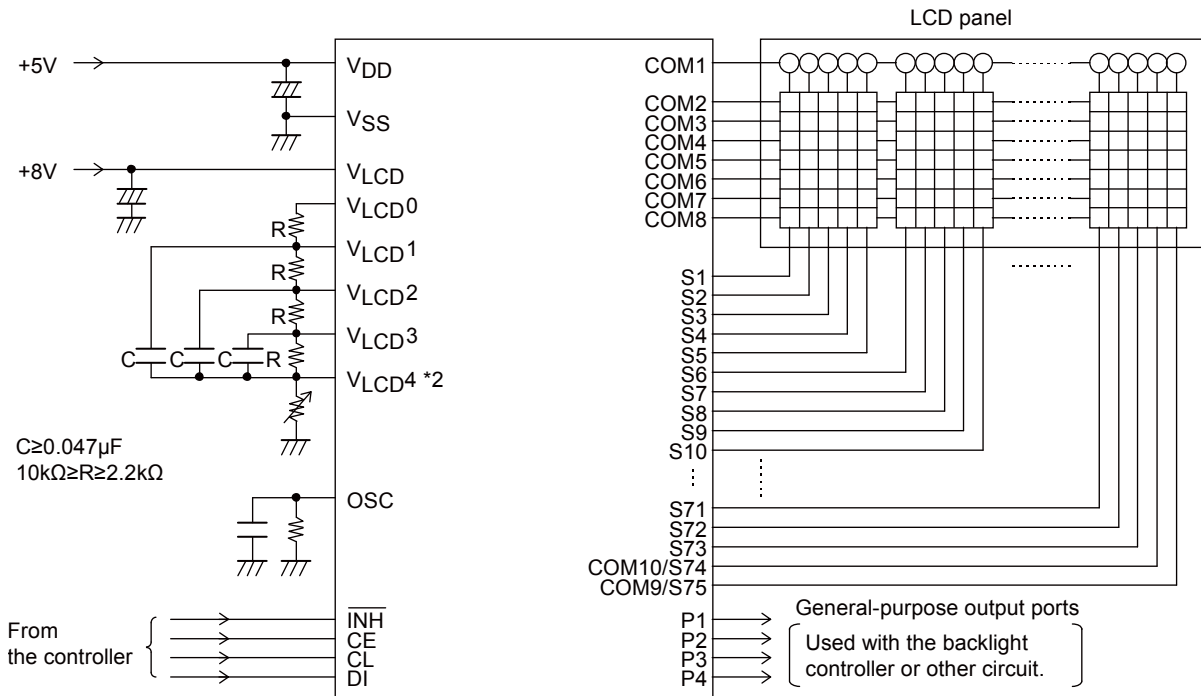 LCD panel
+5V
VDD
COM1
VSS
COM2
COM3
COM4
COM5
COM6
COM7
COM8
+8V
VLCD
VLCD0
R
VLCD1
R
VLCD2
R
VLCD3
C C C R
VLCD4 *2
C≥0.047μF
10kΩ≥R≥2.2kΩ
OSC
S1
S2
S3
S4
S5
S6
S7
S8
S9
S10
S71
S72
S73
COM10/S74
COM9/S75
From
the controller
INH
CE
CL
DI
P1
P2
P3
P4
General-purpose output ports
Used with the backlight
controller or other circuit.